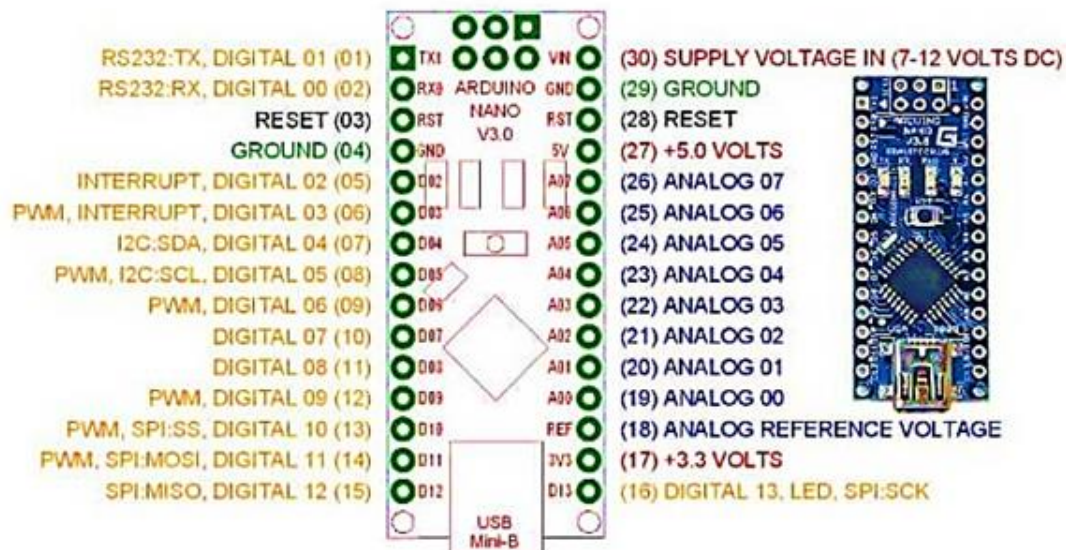 RS232:TX, DIGITAL 01 (01)
RS232:RX, DIGITAL 00 (02)
RESET (03)
GROUND (04)
INTERRUPT, DIGITAL 02 (05)
PWM, INTERRUPT, DIGITAL 03 (06)
I2C:SDA, DIGITAL 04 (07)
PWM, I2C:SCL, DIGITAL 05 (08)
PWM, DIGITAL 06 (09)
DIGITAL 07 (10)
DIGITAL 08 (11)
PWM, DIGITAL 09 (12)
PWM, SPI:SS, DIGITAL 10 (13)
PWM, SPI:MOSI, DIGITAL 11 (14)
SPI:MISO, DIGITAL 12 (15)
TX1
RX0
RST
GND
D02
D03
D04
D05
D06
D07
D08
D09
D10
D11
D12
ARDUINO
NANO
V3.0
USB
Mini-B
VIN
GND
RST
5V
A07
A06
A05
A04
A03
A02
A01
A00
REF
3V3
D13
(30) SUPPLY VOLTAGE IN (7-12 VOLTS DC)
(29) GROUND
(28) RESET
(27) +5.0 VOLTS
(26) ANALOG 07
(25) ANALOG 06
(24) ANALOG 05
(23) ANALOG 04
(22) ANALOG 03
(21) ANALOG 02
(20) ANALOG 01
(19) ANALOG 00
(18) ANALOG REFERENCE VOLTAGE
(17) +3.3 VOLTS
(16) DIGITAL 13, LED, SPI:SCK
ARDUINO
NANO
V3.0